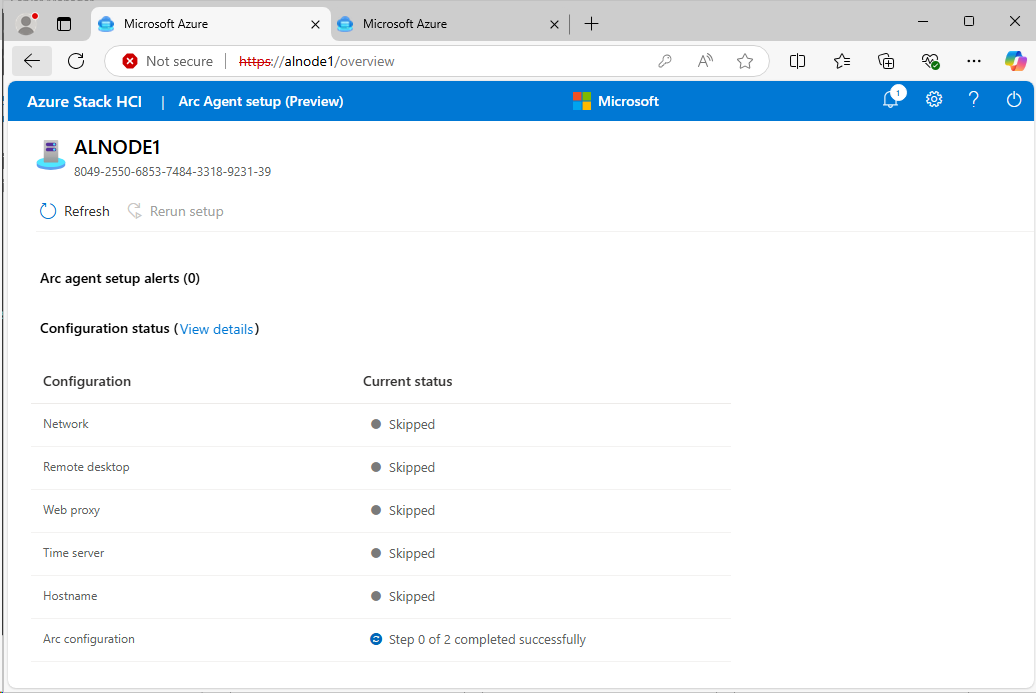 Microsoft Azure
Microsoft Azure
Not secure
https://alnode1/overview
Azure Stack HCI | Arc Agent setup (Preview)
Microsoft
1
ALNODE1
8049-2550-6853-7484-3318-9231-39
Refresh
Rerun setup
Arc agent setup alerts (0)
Configuration status (View details)
Configuration Current status
Network Skipped
Remote desktop Skipped
Web proxy Skipped
Time server Skipped
Hostname Skipped
Arc configuration Step 0 of 2 completed successfully